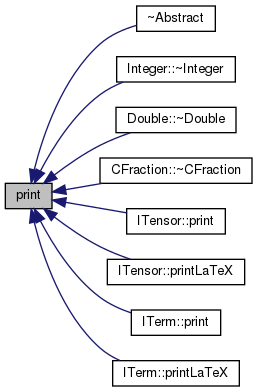 ~Abstract
Integer::~Integer
Double::~Double
CFraction::~CFraction
print
ITensor::print
ITensor::printLaTeX
ITerm::print
ITerm::printLaTeX